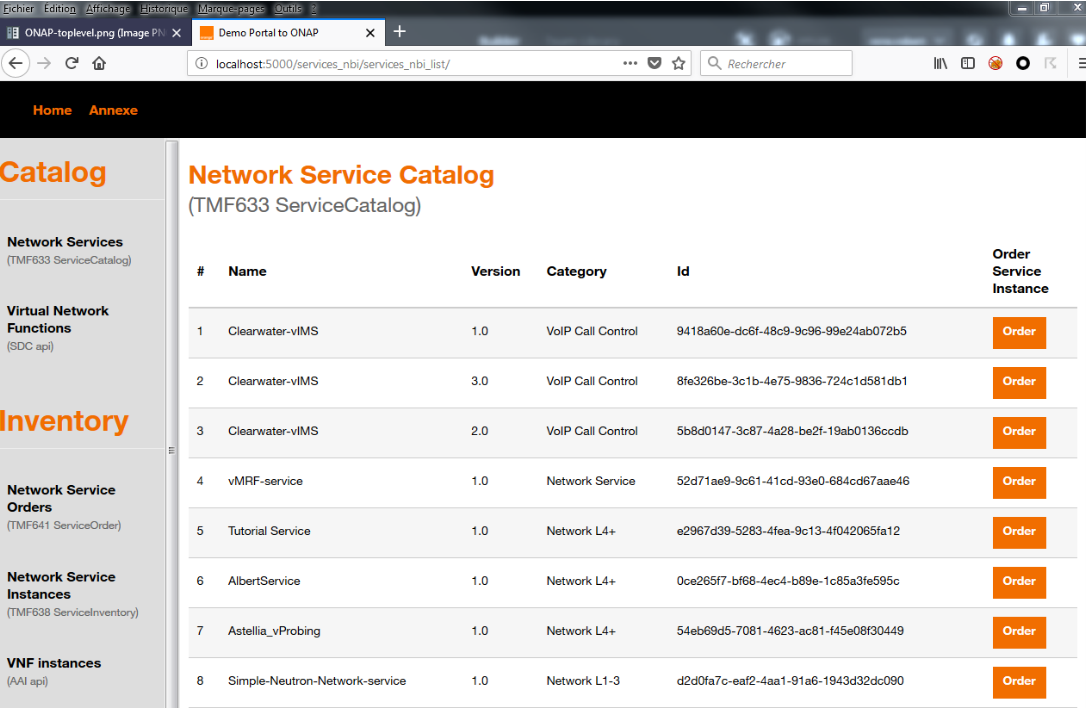 Fichier Édition Affichage Historique Marque-pages Outils ?
ONAP-toplevel.png (Image PN
Demo Portal to ONAP
localhost:5000/services_nbi/services_nbi_list/
Rechercher
Home Annexe
Catalog
Network Services
(TMF633 ServiceCatalog)
Virtual Network
Functions
(SDC api)
Inventory
Network Service
Orders
(TMF641 ServiceOrder)
Network Service
Instances
(TMF638 ServiceInventory)
VNF instances
(AAI api)
Network Service Catalog
(TMF633 ServiceCatalog)
# Name Version Category Id Order
Service
Instance
1 Clearwater-vIMS 1.0 VoIP Call Control 9418a60e-dc6f-48c9-9c96-99e24ab072b5 Order
2 Clearwater-vIMS 3.0 VoIP Call Control 8fe326be-3c1b-4e75-9836-724c1d581db1 Order
3 Clearwater-vIMS 2.0 VoIP Call Control 5b8d0147-3c87-4a28-be2f-19ab0136ccdb Order
4 vMRF-service 1.0 Network Service 52d71ae9-9c61-41cd-93e0-684cd67aae46 Order
5 Tutorial Service 1.0 Network L4+ e2967d39-5283-4fea-9c13-4f042065fa12 Order
6 AlbertService 1.0 Network L4+ 0ce265f7-bf68-4ec4-b89e-1c85a3fe595c Order
7 Astellia_vProbing 1.0 Network L4+ 54eb69d5-7081-4623-ac81-f45e08f30449 Order
8 Simple-Neutron-Network-service 1.0 Network L1-3 d2d0fa7c-eaf2-4aa1-91a6-1943d32dc090 Order